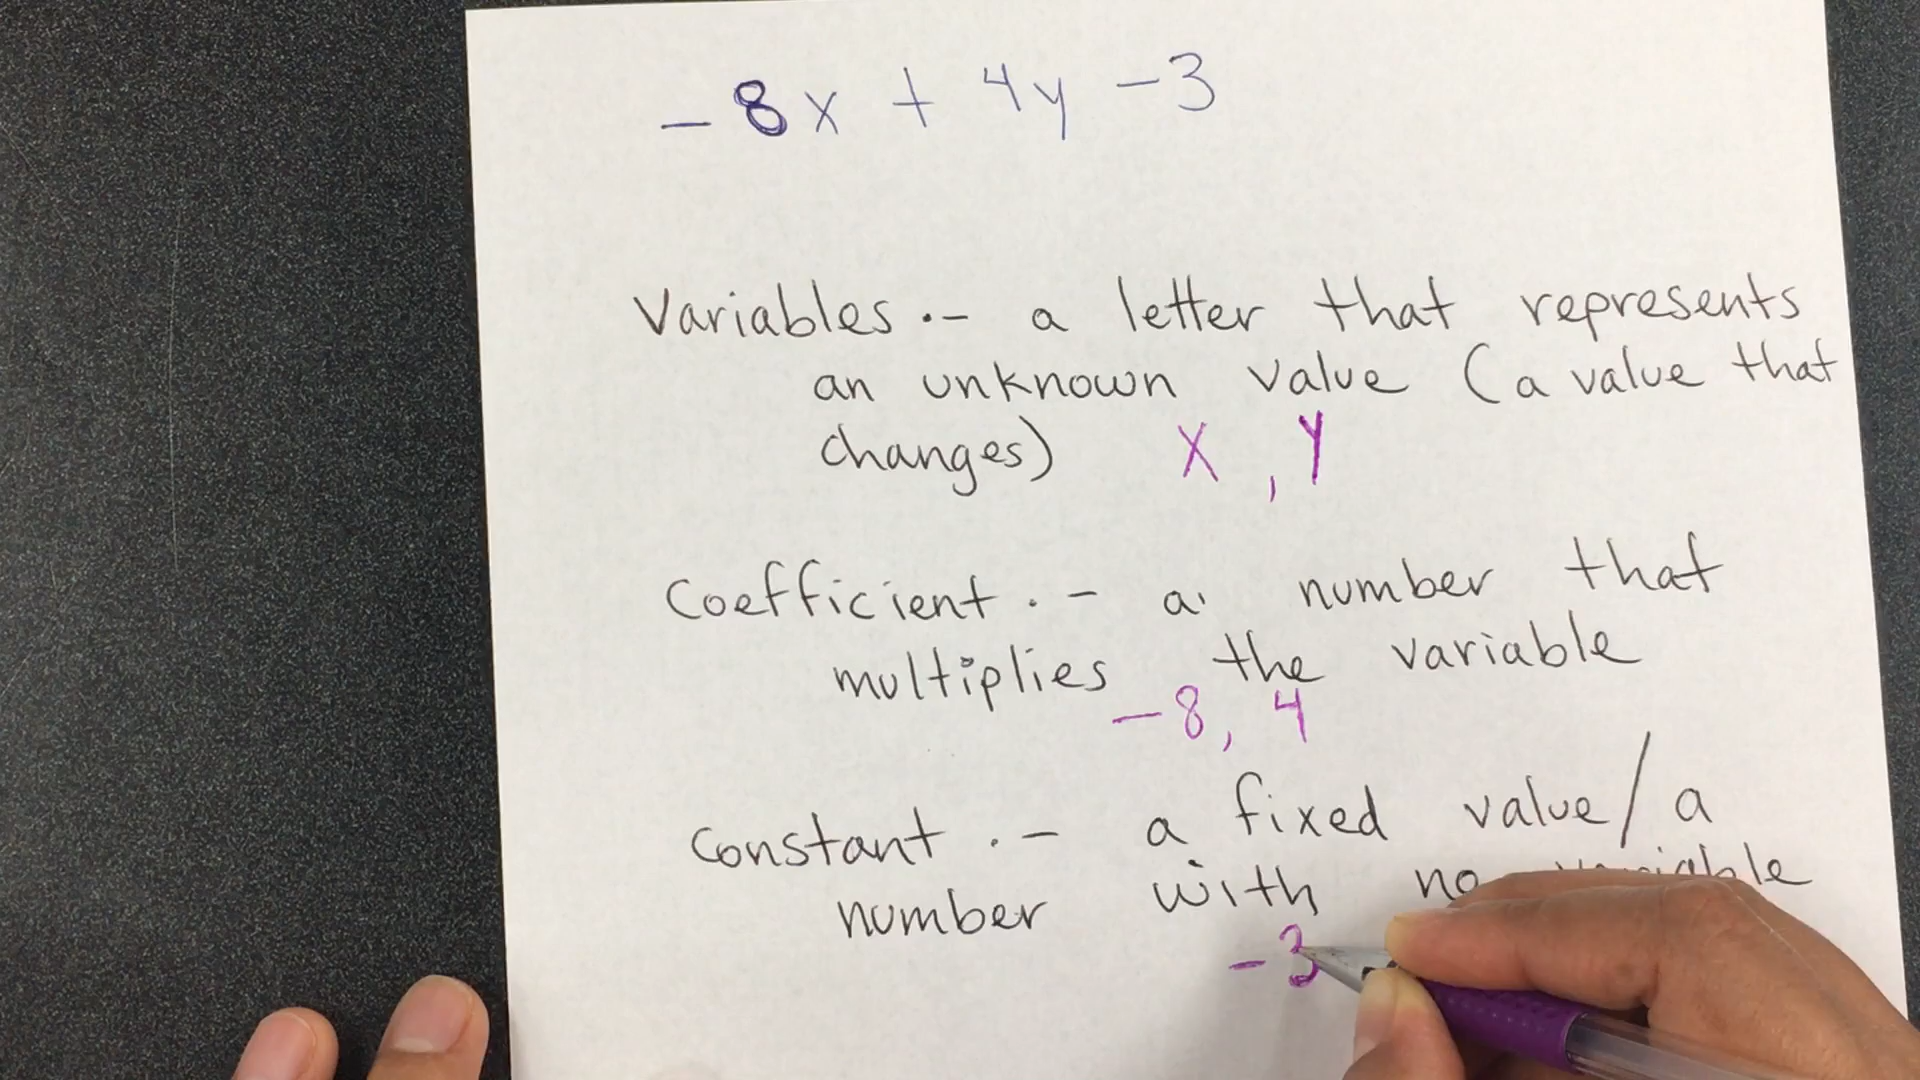 - 8x + 4y - 3
Variables .- a letter that represents
an unknown value (a value that
changes) X , Y
Coefficient .- a number that
multiplies the variable
-8, 4
Constant .- a fixed value/a
number with no variable
-3